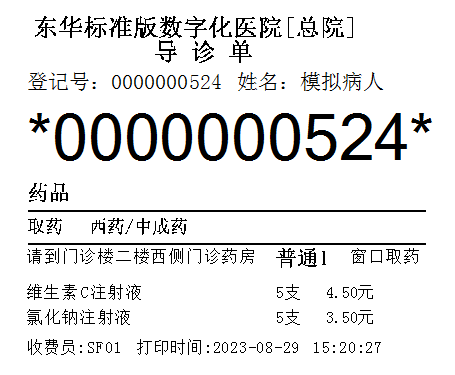 东华标准版数字化医院[总院]
导诊单
登记号: 0000000524 姓名: 模拟病人
*0000000524*
药品
取药 西药/中成药
请到门诊楼二楼西侧门诊药房 普通1 窗口取药
维生素C注射液 5支 4.50元
氯化钠注射液 5支 3.50元
收费员:SF01 打印时间:2023-08-29 15:20:27